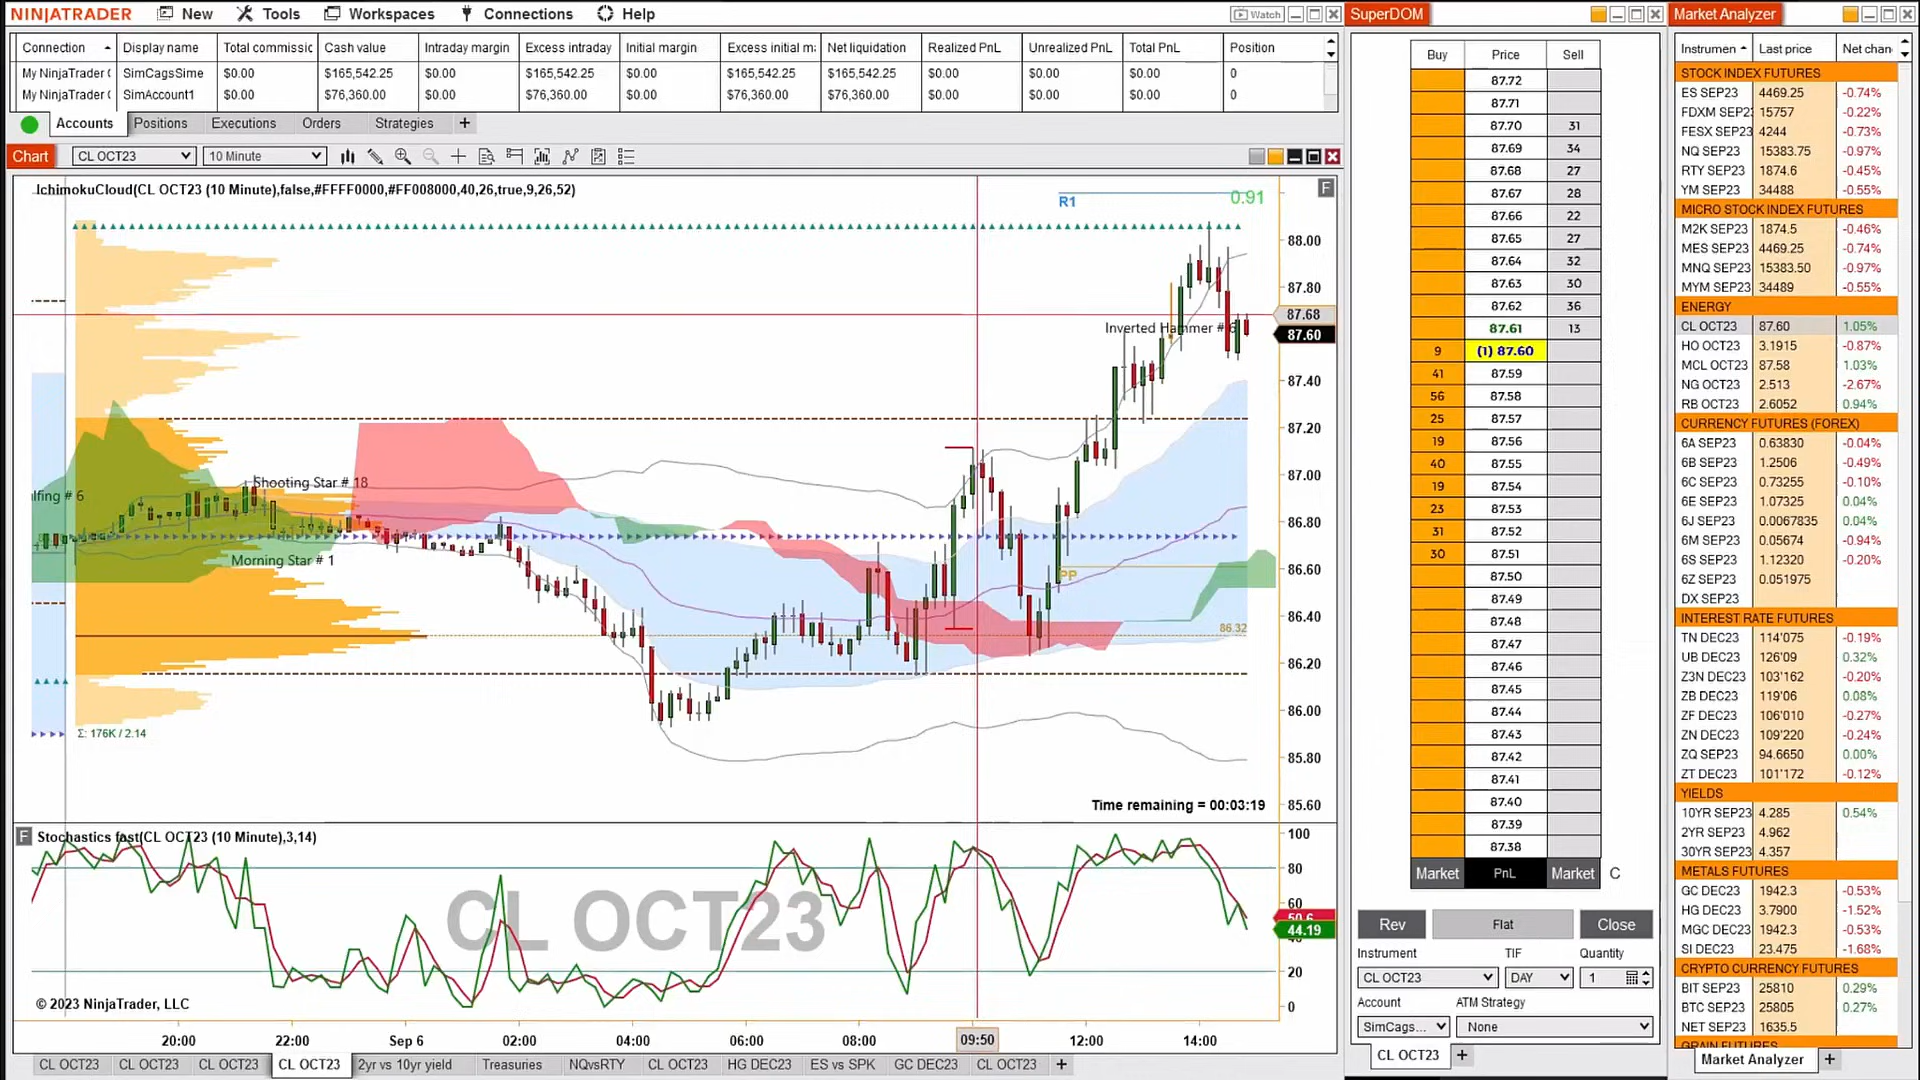 NINJATRADER New Tools Workspaces Connections Help Watch
SuperDOM
Market Analyzer
Connection Display name Total commissic Cash value Intraday margin Excess intraday Initial margin Excess initial m Net liquidation Realized PnL Unrealized PnL Total PnL Position
My NinjaTrader SimCagsSime $0.00 $165,542.25 $0.00 $165,542.25 $0.00 $165,542.25 $165,542.25 $0.00 $0.00 $0.00 0
My NinjaTrader SimAccount1 $0.00 $76,360.00 $0.00 $76,360.00 $0.00 $76,360.00 $76,360.00 $0.00 $0.00 $0.00 0
Accounts Positions Executions Orders Strategies +
Chart CL OCT23 10 Minute
IchimokuCloud(CL OCT23 (10 Minute),false,#FFFF0000,#FF008000,40,26,true,9,26,52)
F
R1
0.91
88.00
87.80
87.68
87.60
87.40
87.20
87.00
86.80
86.60
86.40
86.20
86.00
85.80
85.60
Inverted Hammer # 6
Shooting Star # 18
lfing # 6
Morning Star # 1
PP
86.32
Σ: 176K / 2.14
Time remaining = 00:03:19
F Stochastics fast(CL OCT23 (10 Minute),3,14)
100
80
60
50.6
44.19
20
0
CL OCT23
© 2023 NinjaTrader, LLC
20:00 22:00 Sep 6 02:00 04:00 06:00 08:00 09:50 12:00 14:00
CL OCT23 CL OCT23 CL OCT23 CL OCT23 2yr vs 10yr yield Treasuries NQvsRTY CL OCT23 HG DEC23 ES vs SPK GC DEC23 CL OCT23 +
Buy Price Sell
87.72
87.71
87.70 31
87.69 34
87.68 27
87.67 28
87.66 22
87.65 27
87.64 32
87.63 30
87.62 36
87.61 13
9 (1) 87.60
41 87.59
56 87.58
25 87.57
19 87.56
40 87.55
19 87.54
23 87.53
31 87.52
30 87.51
87.50
87.49
87.48
87.47
87.46
87.45
87.44
87.43
87.42
87.41
87.40
87.39
87.38
Market PnL Market C
Rev Flat Close
Instrument TIF Quantity
CL OCT23 DAY 1
Account ATM Strategy
SimCags... None
CL OCT23 +
Instrumen Last price Net chan
STOCK INDEX FUTURES
ES SEP23 4469.25 -0.74%
FDXM SEP23 15757 -0.22%
FESX SEP23 4244 -0.73%
NQ SEP23 15383.75 -0.97%
RTY SEP23 1874.6 -0.45%
YM SEP23 34488 -0.55%
MICRO STOCK INDEX FUTURES
M2K SEP23 1874.5 -0.46%
MES SEP23 4469.25 -0.74%
MNQ SEP23 15383.50 -0.97%
MYM SEP23 34489 -0.55%
ENERGY
CL OCT23 87.60 1.05%
HO OCT23 3.1915 -0.87%
MCL OCT23 87.58 1.03%
NG OCT23 2.513 -2.67%
RB OCT23 2.6052 0.94%
CURRENCY FUTURES (FOREX)
6A SEP23 0.63830 -0.04%
6B SEP23 1.2506 -0.49%
6C SEP23 0.73255 -0.10%
6E SEP23 1.07325 0.04%
6J SEP23 0.0067835 0.04%
6M SEP23 0.05674 -0.94%
6S SEP23 1.12320 -0.20%
6Z SEP23 0.051975
DX SEP23
INTEREST RATE FUTURES
TN DEC23 114'075 -0.19%
UB DEC23 126'09 0.32%
Z3N DEC23 103'162 -0.20%
ZB DEC23 119'06 0.08%
ZF DEC23 106'010 -0.27%
ZN DEC23 109'220 -0.24%
ZQ SEP23 94.6650 0.00%
ZT DEC23 101'172 -0.12%
YIELDS
10YR SEP23 4.285 0.54%
2YR SEP23 4.962
30YR SEP23 4.357
METALS FUTURES
GC DEC23 1942.3 -0.53%
HG DEC23 3.7900 -1.52%
MGC DEC23 1942.3 -0.53%
SI DEC23 23.475 -1.68%
CRYPTO CURRENCY FUTURES
BIT SEP23 25810 0.29%
BTC SEP23 25805 0.27%
NET SEP23 1635.5
GRAIN FUTURES
Market Analyzer +